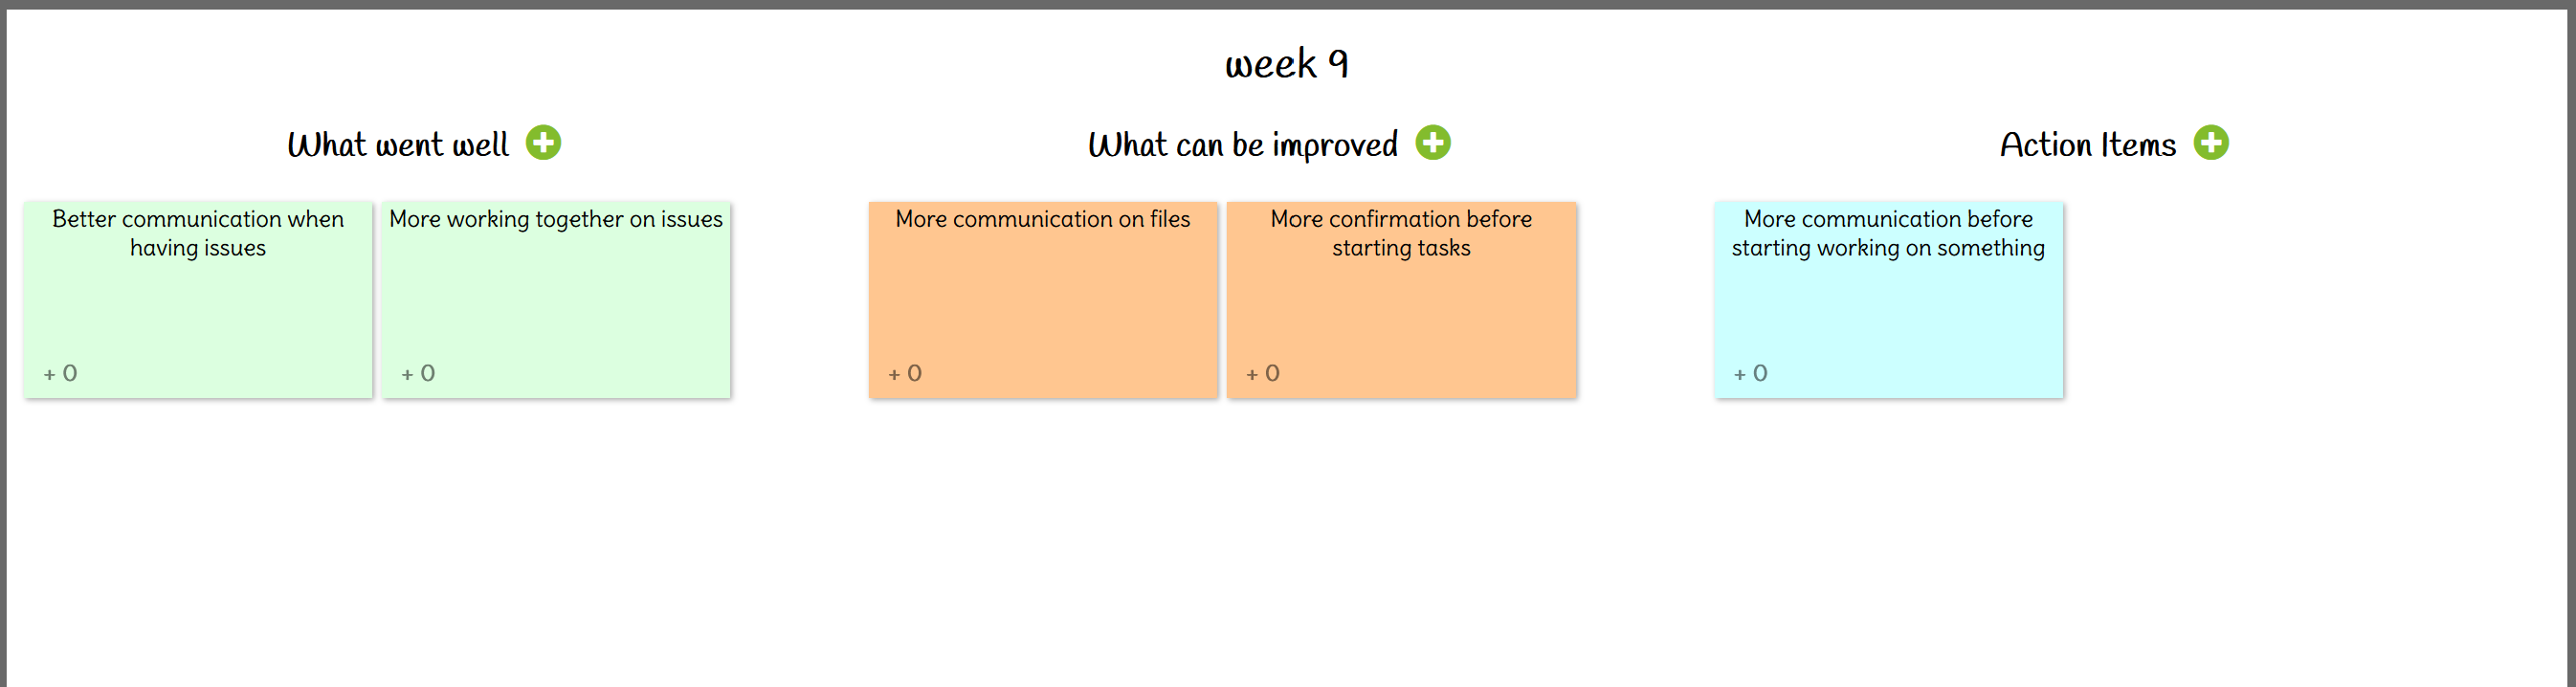 week 9
What went well
What can be improved
Action Items
Better communication when
having issues
+ 0
More working together on issues
+ 0
More communication on files
+ 0
More confirmation before
starting tasks
+ 0
More communication before
starting working on something
+ 0